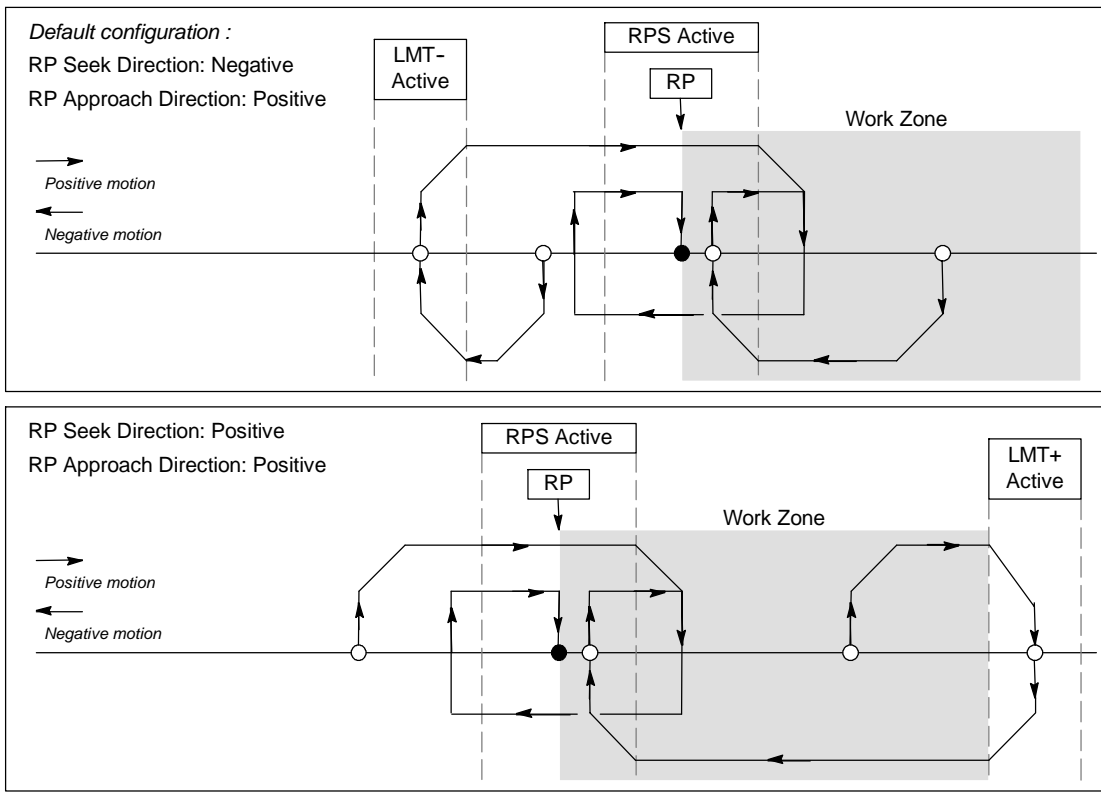 Default configuration :
RP Seek Direction: Negative
RP Approach Direction: Positive
LMT-
Active
RPS Active
RP
Work Zone
Positive motion
Negative motion
RP Seek Direction: Positive
RP Approach Direction: Positive
RPS Active
RP
LMT+
Active
Work Zone
Positive motion
Negative motion